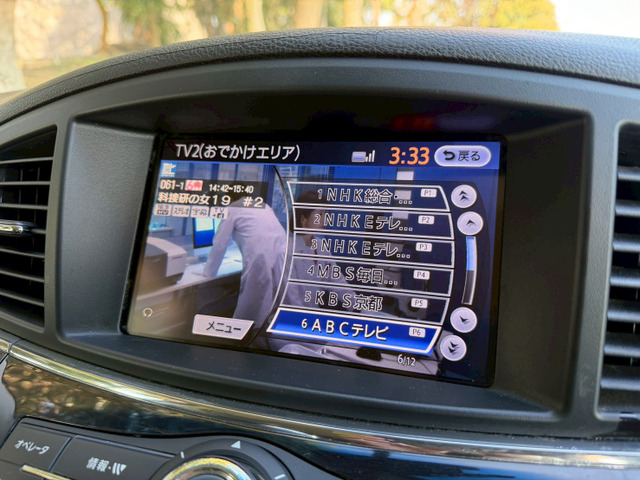 TV2(おでかけエリア)
3:33
戻る
061-1
14:42-15:40
科捜研の女19 #2
字幕
1 NHK総合・... P1
2 NHKEテレ... P2
3 NHKEテレ... P3
4 MBS毎日... P4
5 KBS京都 P5
6 ABCテレビ P6
メニュー
6/12
オペレータ
情報・